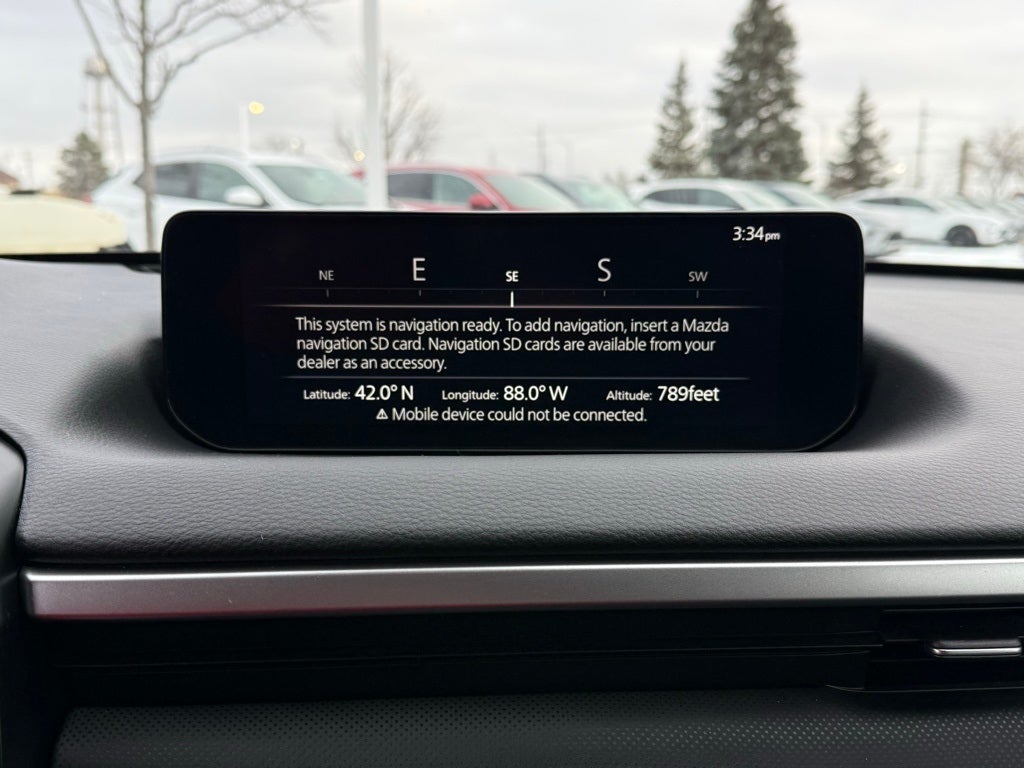 3:34pm
NE E SE S SW
This system is navigation ready. To add navigation, insert a Mazda
navigation SD card. Navigation SD cards are available from your
dealer as an accessory.
Latitude: 42.0° N Longitude: 88.0° W Altitude: 789feet
⚠ Mobile device could not be connected.